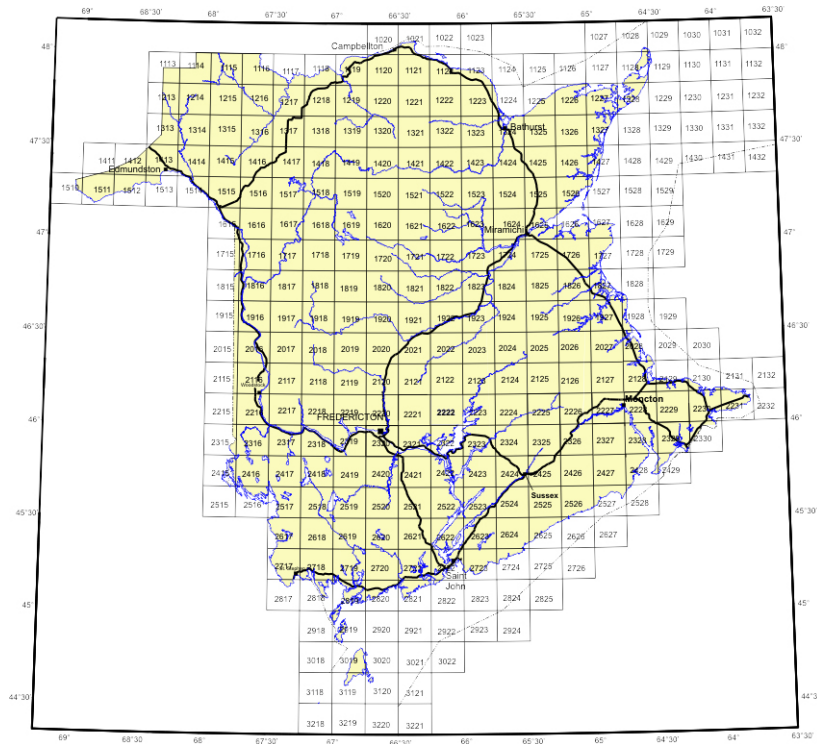 69° 68°30' 68° 67°30' 67° 66°30' 66° 65°30' 65° 64°30' 64° 63°30'
1020 1021 1022 1023 1027 1028 1029 1030 1031 1032
48° Campbellton 48°
1113 1114 1115 1116 1117 1118 1119 1120 1121 1122 1123 1124 1125 1126 1127 1128 1129 1130 1131 1132
1213 1214 1215 1216 1217 1218 1219 1220 1221 1222 1223 1224 1225 1226 1227 1228 1229 1230 1231 1232
1313 1314 1315 1316 1317 1318 1319 1320 1321 1322 1323 1324 Bathurst 1325 1326 1327 1328 1329 1330 1331 1332
47°30' 47°30'
1411 1412 1413 1414 1415 1416 1417 1418 1419 1420 1421 1422 1423 1424 1425 1426 1427 1428 1429 1430 1431 1432
Edmundston
1510 1511 1512 1513 1514 1515 1516 1517 1518 1519 1520 1521 1522 1523 1524 1525 1526 1527 1528 1529
47° 1616 1617 1618 1619 1620 1621 1622 1623 1624 1625 1626 1627 1628 1629 47°
Miramichi
1715 1716 1717 1718 1719 1720 1721 1722 1723 1724 1725 1726 1727 1728 1729
1815 1816 1817 1818 1819 1820 1821 1822 1823 1824 1825 1826 1827 1828
46°30' 1915 1916 1917 1918 1919 1920 1921 1922 1923 1924 1925 1926 1927 1928 1929 46°30'
2015 2016 2017 2018 2019 2020 2021 2022 2023 2024 2025 2026 2027 2028 2029 2030
2115 2116 2117 2118 2119 2120 2121 2122 2123 2124 2125 2126 2127 2128 2129 2130 2131 2132
Woodstock
Moncton
46° 2215 2216 2217 2218 2219 2220 2221 2222 2223 2224 2225 2226 2227 2228 2229 2230 2231 2232 46°
FREDERICTON
2315 2316 2317 2318 2319 2320 2321 2322 2323 2324 2325 2326 2327 2328 2329 2330
2415 2416 2417 2418 2419 2420 2421 2422 2423 2424 2425 2426 2427 2428 2429
Sussex
45°30' 2515 2516 2517 2518 2519 2520 2521 2522 2523 2524 2525 2526 2527 2528 45°30'
2617 2618 2619 2620 2621 2622 2623 2624 2625 2626 2627
2717 2718 2719 2720 2721 2722 2723 2724 2725 2726
Saint
John
45° 2817 2818 2819 2820 2821 2822 2823 2824 2825 45°
2918 2919 2920 2921 2922 2923 2924
3018 3019 3020 3021 3022
44°30' 3118 3119 3120 3121 44°30'
3218 3219 3220 3221
69° 68°30' 68° 67°30' 67° 66°30' 66° 65°30' 65° 64°30' 64° 63°30'